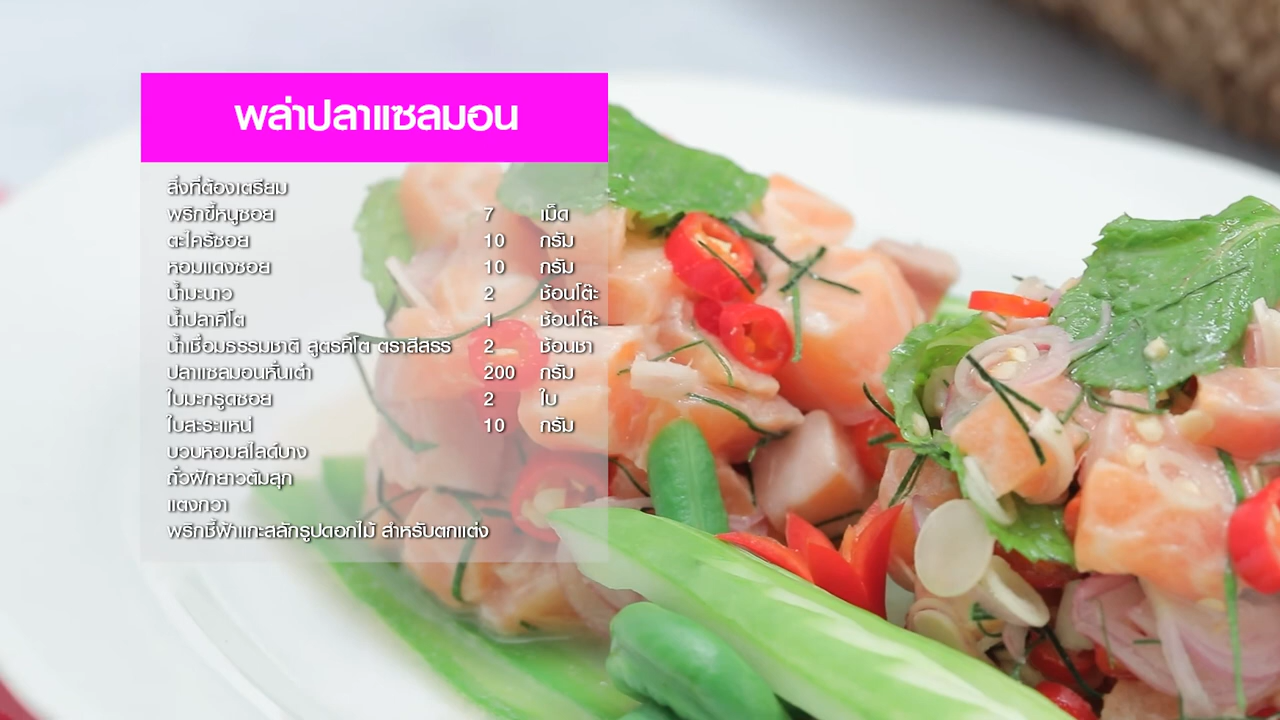 พล่าปลาแซลมอน
สิ่งที่ต้องเตรียม
พริกขี้หนูซอย 7 เม็ด
ตะไคร้ซอย 10 กรัม
หอมแดงซอย 10 กรัม
น้ำมะนาว 2 ช้อนโต๊ะ
น้ำปลาคีโต 1 ช้อนโต๊ะ
น้ำเชื่อมธรรมชาติ สูตรคีโต ตราสีสรร 2 ช้อนชา
ปลาแซลมอนหั่นเต๋า 200 กรัม
ใบมะกรูดซอย 2 ใบ
ใบสะระแหน่ 10 กรัม
บวบหอมสไลด์บาง
ถั่วฝักยาวต้มสุก
แตงกวา
พริกชี้ฟ้าแกะสลักรูปดอกไม้ สำหรับตกแต่ง